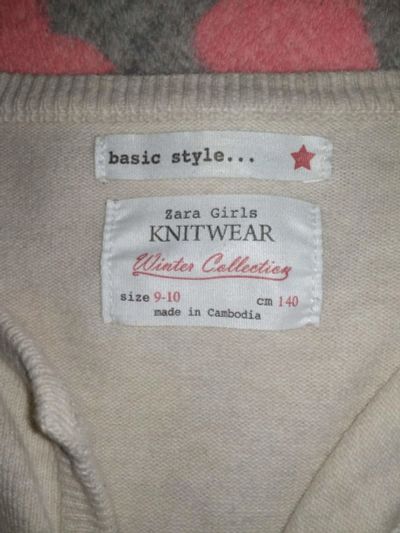 basic style...
Zara Girls
KNITWEAR
Winter Collection
size 9-10 cm 140
made in Cambodia